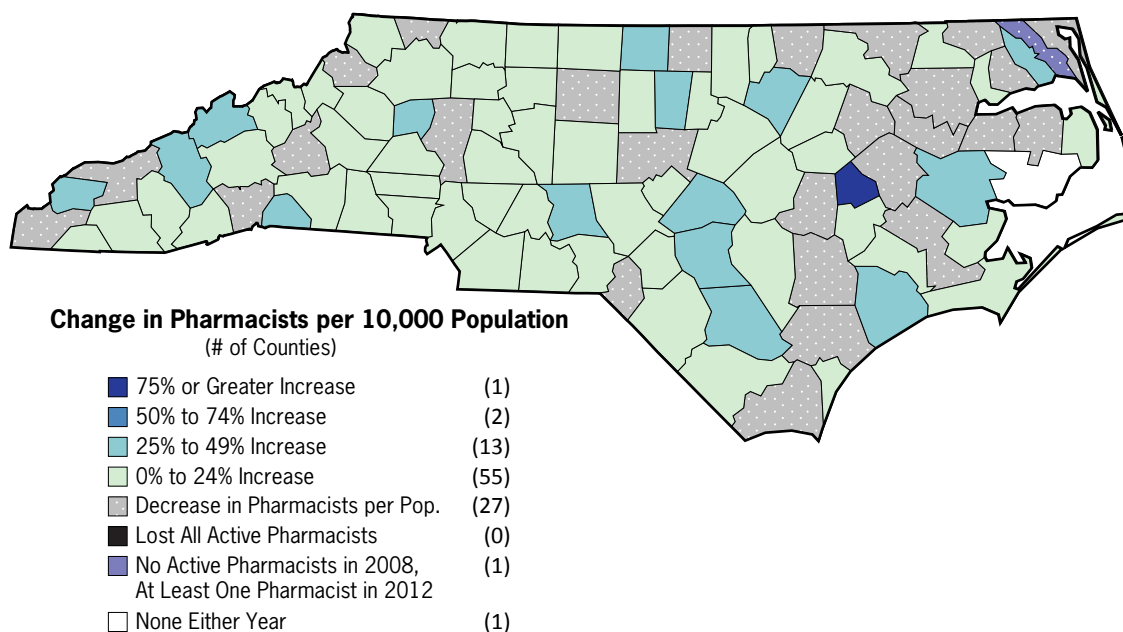 Change in Pharmacists per 10,000 Population
(# of Counties)
75% or Greater Increase (1)
50% to 74% Increase (2)
25% to 49% Increase (13)
0% to 24% Increase (55)
Decrease in Pharmacists per Pop. (27)
Lost All Active Pharmacists (0)
No Active Pharmacists in 2008, (1)
At Least One Pharmacist in 2012
None Either Year (1)